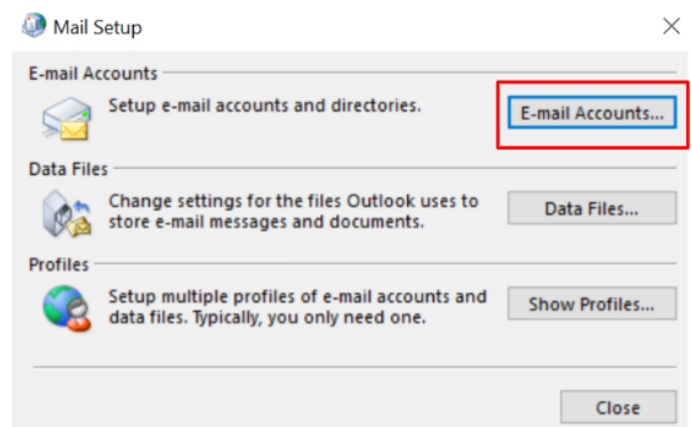 Mail Setup
E-mail Accounts
Setup e-mail accounts and directories.
E-mail Accounts...
Data Files
Change settings for the files Outlook uses to
store e-mail messages and documents.
Data Files...
Profiles
Setup multiple profiles of e-mail accounts and
data files. Typically, you only need one.
Show Profiles...
Close